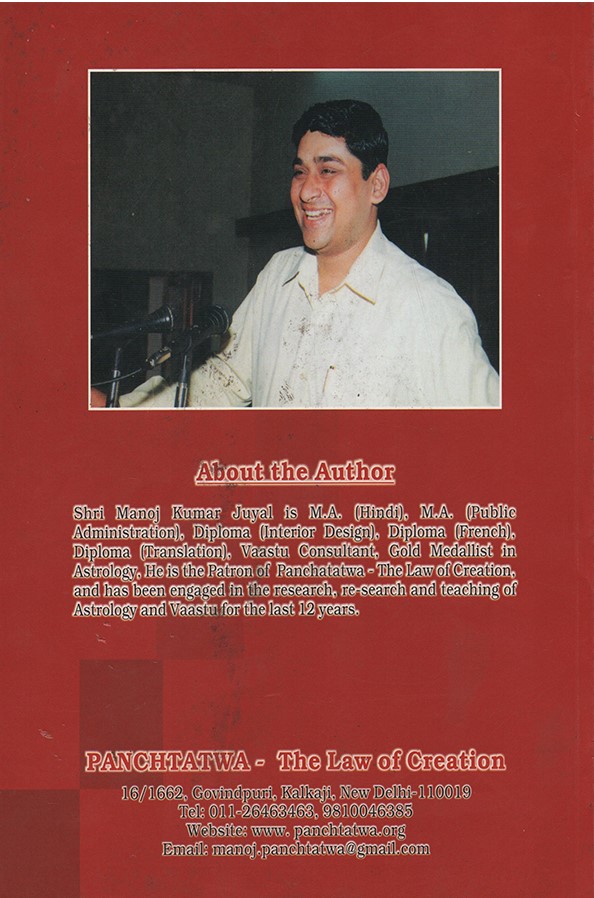 About the Author
Shri Manoj Kumar Juyal is M.A. (Hindi), M.A. (Public
Administration), Diploma (Interior Design), Diploma (French),
Diploma (Translation), Vaastu Consultant, Gold Medallist in
Astrology, He is the Patron of Panchatatwa - The Law of Creation,
and has been engaged in the research, re-search and teaching of
Astrology and Vaastu for the last 12 years.
PANCHTATWA - The Law of Creation
16/1662, Govindpuri, Kalkaji, New Delhi-110019
Tel: 011-26463463, 9810046385
Website: www. panchtatwa.org
Email: manoj.panchtatwa@gmail.com